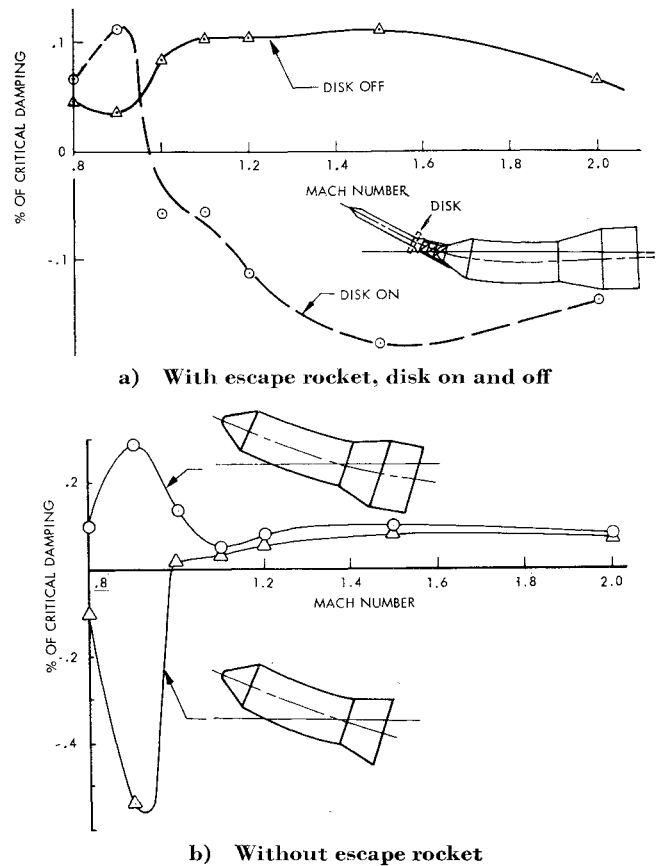 .1
DISK OFF
% OF CRITICAL DAMPING
0
.8
1.2
1.4
1.6
1.8
2.0
MACH NUMBER
DISK
-.1
DISK ON
a) With escape rocket, disk on and off
.2
% OF CRITICAL DAMPING
.8
1.2
1.4
1.6
1.8
2.0
MACH NUMBER
-.2
-.4
b) Without escape rocket